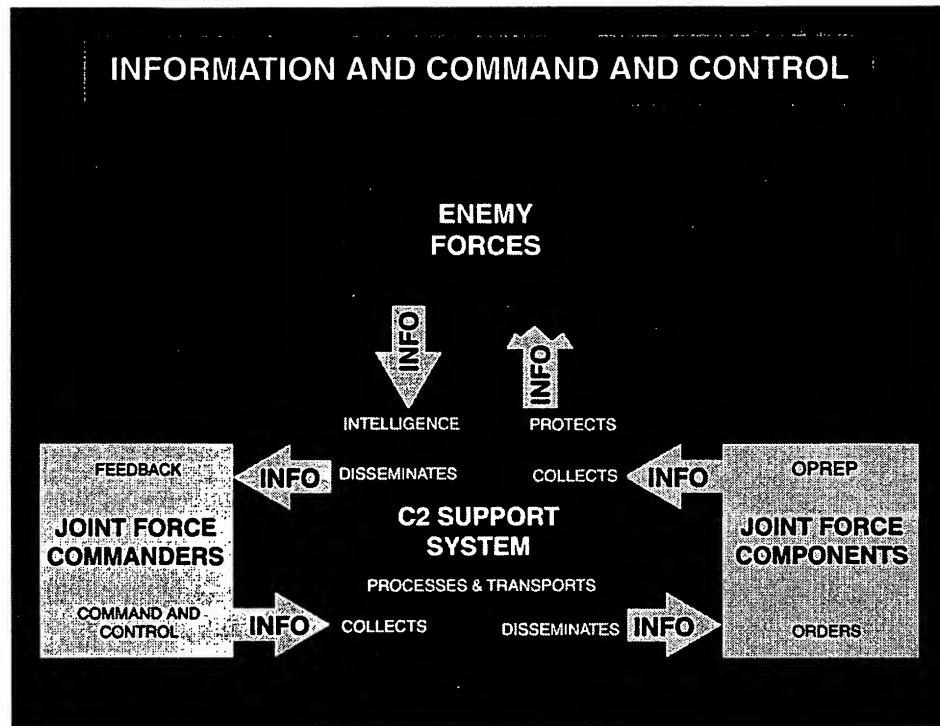 INFORMATION AND COMMAND AND CONTROL
ENEMY
FORCES
INFO
INFO
INTELLIGENCE
PROTECTS
FEEDBACK
INFO
DISSEMINATES
COLLECTS
INFO
OPREP
JOINT FORCE
COMMANDERS
C2 SUPPORT
SYSTEM
JOINT FORCE
COMPONENTS
PROCESSES & TRANSPORTS
COMMAND AND
CONTROL
INFO
COLLECTS
DISSEMINATES
INFO
ORDERS